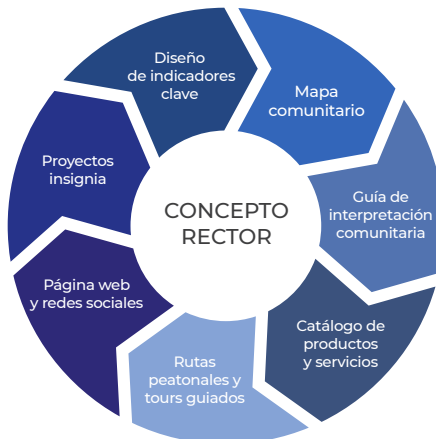 Diseño
de indicadores
clave
Mapa
comunitario
Guía de
interpretación
comunitaria
Catálogo de
productos
y servicios
Rutas
peatonales y
tours guiados
Página web
y redes sociales
Proyectos
insignia
CONCEPTO
RECTOR